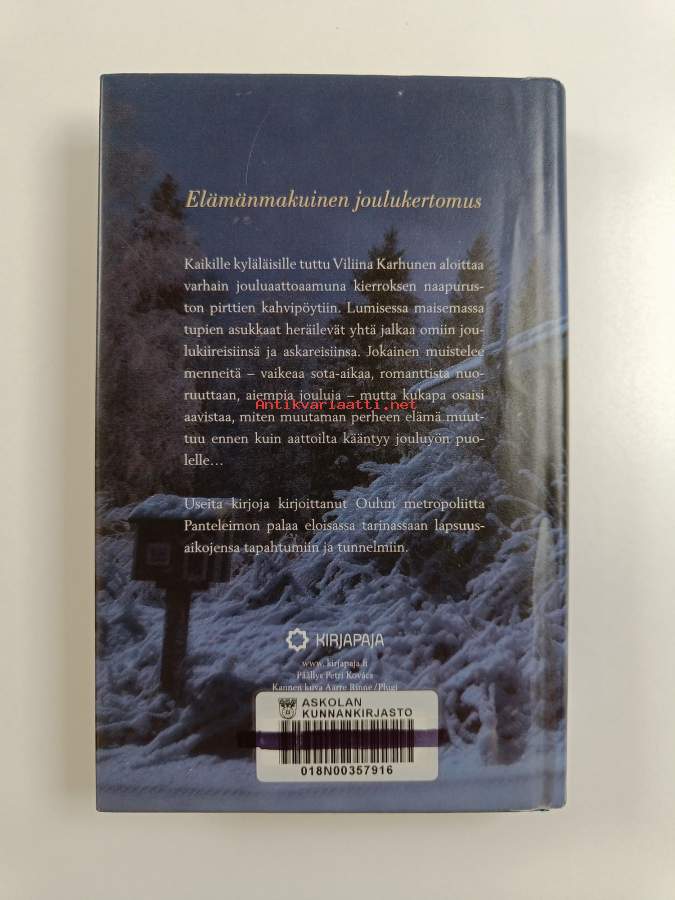 Elämänmakuinen joulukertomus
Kaikille kyläläisille tuttu Viliina Karhunen aloittaa
varhain jouluaattoaamuna kierroksen naapurus-
ton pirttien kahvipöytiin. Lumisessa maisemassa
tupien asukkaat heräilevät yhtä jalkaa omiin jou-
lukiireisiinsä ja askareisiinsa. Jokainen muistelee
menneitä – vaikeaa sota-aikaa, romanttista nuo-
ruuttaan, aiempia jouluja – mutta kukapa osaisi
Antikvariaatti.net
aavistaa, miten muutaman perheen elämä muut-
tuu ennen kuin aattoilta kääntyy jouluyön puo-
lelle…
Useita kirjoja kirjoittanut Oulun metropoliitta
Panteleimon palaa eloisassa tarinassaan lapsuus-
aikojensa tapahtumiin ja tunnelmiin.
KIRJAPAJA
www.kirjapaja.fi
Päällys Petri Kovács
Kannen kuva Aarre Rinne / Plugi
ASKOLAN
KUNNANKIRJASTO
018N00357916